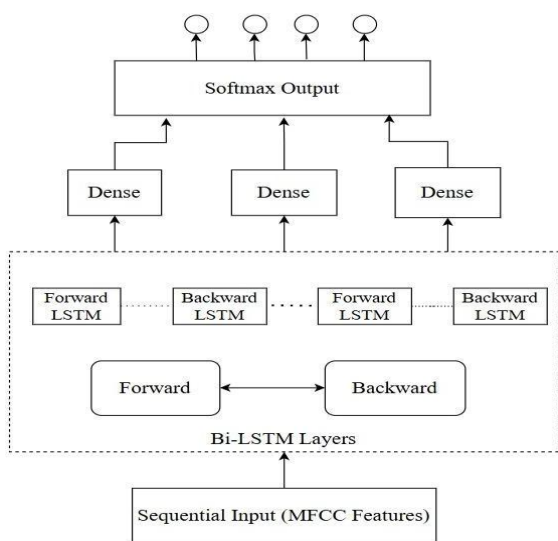 Softmax Output
Dense
Dense
Dense
Forward
LSTM
Backward
LSTM
Forward
LSTM
Backward
LSTM
Forward
Backward
Bi-LSTM Layers
Sequential Input (MFCC Features)